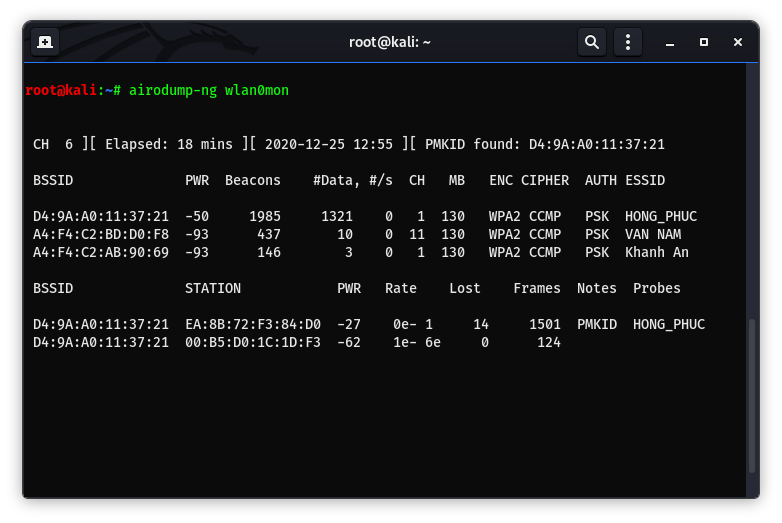 root@kali: ~
root@kali:~# airodump-ng wlan0mon
CH  6 ][ Elapsed: 18 mins ][ 2020-12-25 12:55 ][ PMKID found: D4:9A:A0:11:37:21
BSSID              PWR  Beacons    #Data, #/s  CH   MB   ENC CIPHER  AUTH ESSID
D4:9A:A0:11:37:21  -50     1985     1321    0   1  130   WPA2 CCMP   PSK  HONG_PHUC
A4:F4:C2:BD:D0:F8  -93      437       10    0  11  130   WPA2 CCMP   PSK  VAN NAM
A4:F4:C2:AB:90:69  -93      146        3    0   1  130   WPA2 CCMP   PSK  Khanh An
BSSID              STATION            PWR   Rate    Lost    Frames  Notes  Probes
D4:9A:A0:11:37:21  EA:8B:72:F3:84:D0  -27    0e- 1     14     1501  PMKID  HONG_PHUC
D4:9A:A0:11:37:21  00:B5:D0:1C:1D:F3  -62    1e- 6e     0      124